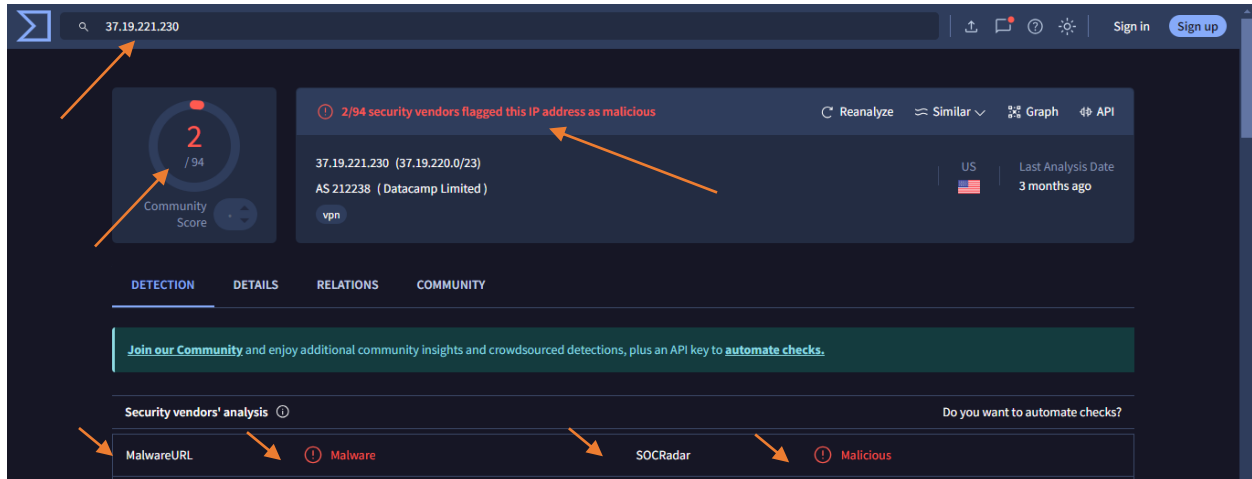 37.19.221.230
Sign in
Sign up
2
/ 94
Community
Score
2/94 security vendors flagged this IP address as malicious
Reanalyze
Similar
Graph
API
37.19.221.230 (37.19.220.0/23)
AS 212238 ( Datacamp Limited )
vpn
US
Last Analysis Date
3 months ago
DETECTION
DETAILS
RELATIONS
COMMUNITY
Join our Community and enjoy additional community insights and crowdsourced detections, plus an API key to automate checks.
Security vendors' analysis
Do you want to automate checks?
MalwareURL
Malware
SOCRadar
Malicious